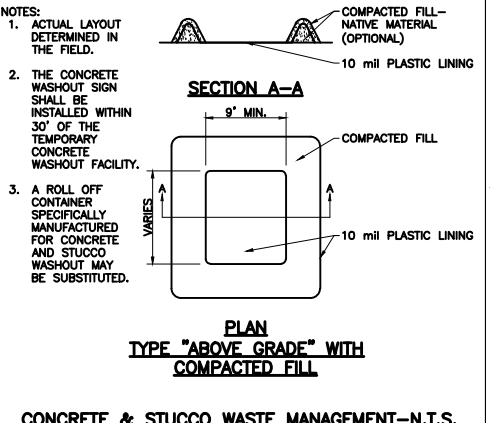 NOTES:
1. ACTUAL LAYOUT
DETERMINED IN
THE FIELD.
2. THE CONCRETE
WASHOUT SIGN
SHALL BE
INSTALLED WITHIN
30' OF THE
TEMPORARY
CONCRETE
WASHOUT FACILITY.
3. A ROLL OFF
CONTAINER
SPECIFICALLY
MANUFACTURED
FOR CONCRETE
AND STUCCO
WASHOUT MAY
BE SUBSTITUTED.
COMPACTED FILL-
NATIVE MATERIAL
(OPTIONAL)
10 mil PLASTIC LINING
SECTION A-A
9' MIN.
COMPACTED FILL
A
A
VARIES
10 mil PLASTIC LINING
PLAN
TYPE "ABOVE GRADE" WITH
COMPACTED FILL
CONCRETE & STUCCO WASTE MANAGEMENT-N.T.S.